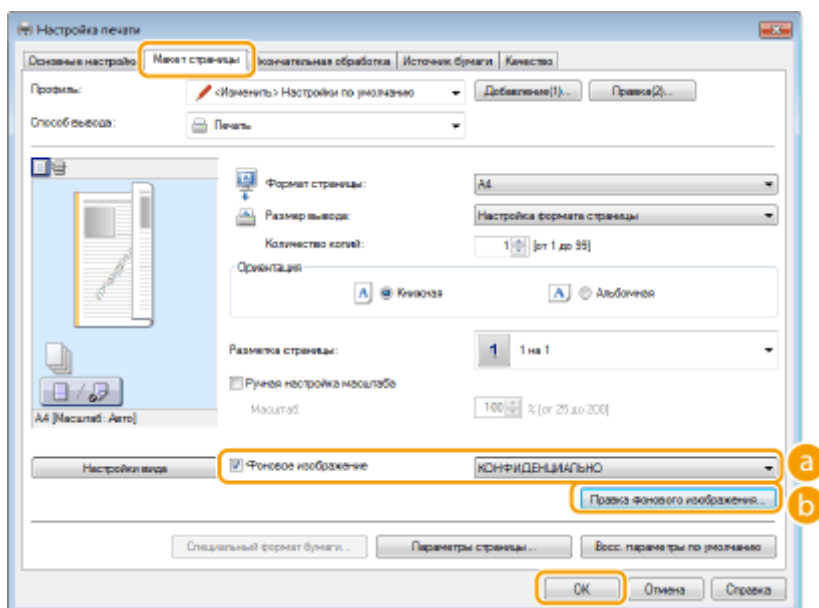 Настройка печати
Основные настройки Макет страницы Окончательная обработка Источник бумаги Качество
Профиль: <Изменить> Настройки по умолчанию Добавление(1)... Правка(2)...
Способ вывода: Печать
Формат страницы: A4
Размер вывода: Настройка формата страницы
Количество копий: 1 [от 1 до 99]
Ориентация
A Книжная A Альбомная
Разметка страницы: 1 1 на 1
Ручная настройка масштаба
Масштаб: 100 % [от 25 до 200]
A4 [Масштаб: Авто]
Настройки вида Фоновое изображение КОНФИДЕНЦИАЛЬНО a
Правка фонового изображения... b
Специальный формат бумаги... Параметры страницы... Восс. параметры по умолчанию
OK Отмена Справка